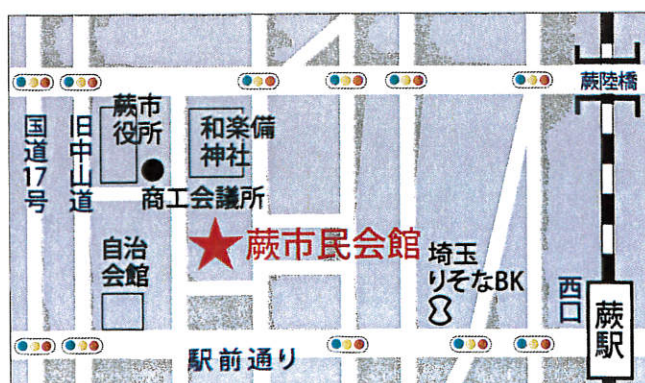 蕨陸橋
蕨市
役所
和楽備
神社
国道17号
旧中山道
商工会議所
蕨市民会館
自治
会館
埼玉
りそなBK
西口
蕨駅
駅前通り